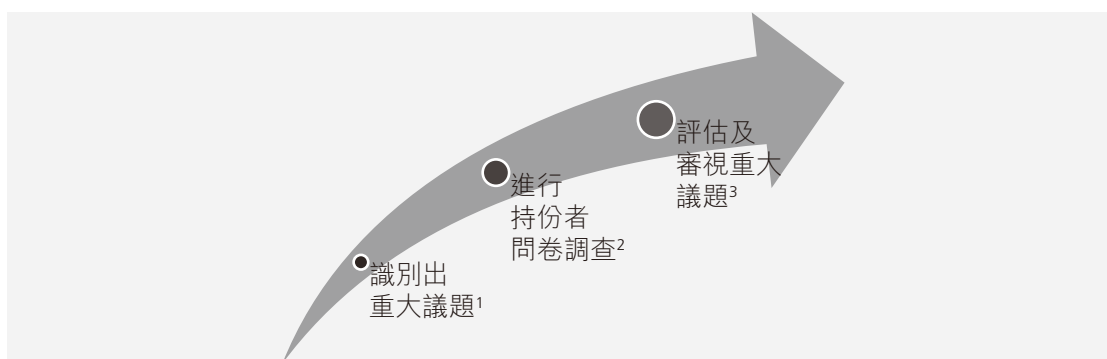 識別出
重大議題¹
進行
持份者
問卷調查²
評估及
審視重大
議題³